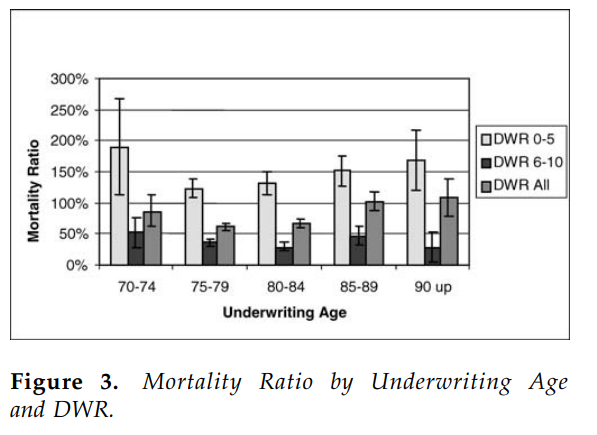 300%
250%
200%
150%
100%
50%
0%
Mortality Ratio
70-74 75-79 80-84 85-89 90 up
Underwriting Age
DWR 0-5
DWR 6-10
DWR All
Figure 3. Mortality Ratio by Underwriting Age
and DWR.